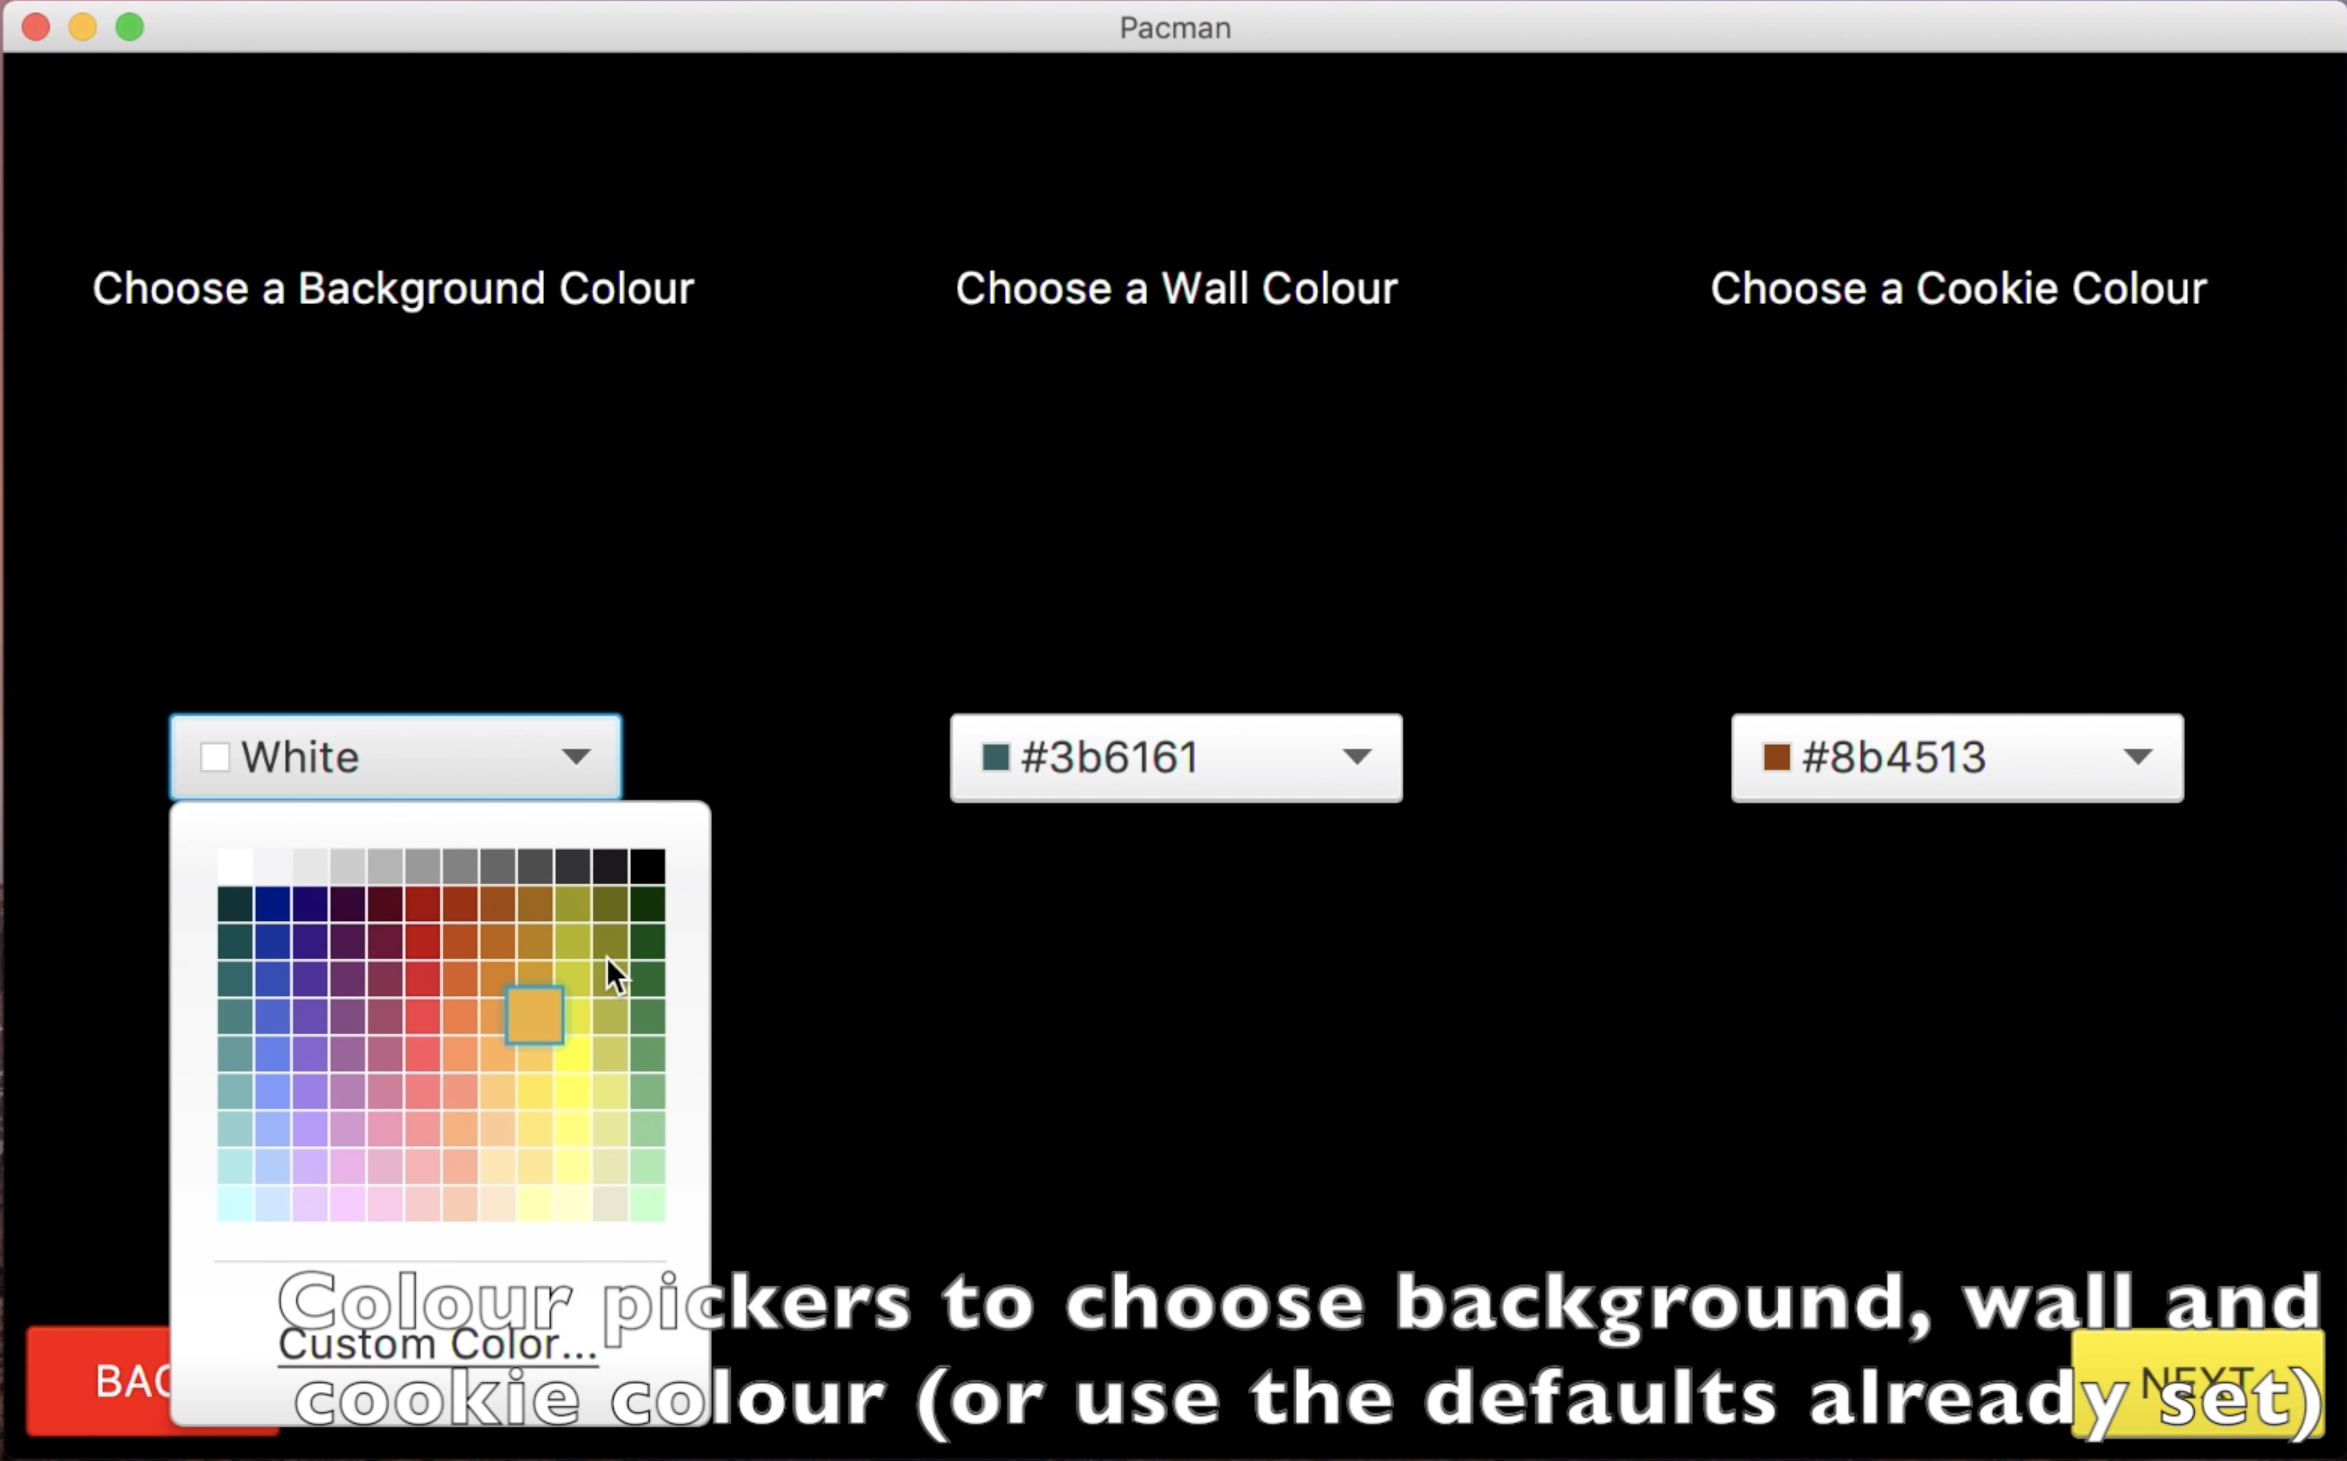 Pacman
Choose a Background Colour
Choose a Wall Colour
Choose a Cookie Colour
White
#3b6161
#8b4513
Custom Color...
BAC
NEXT
Colour pickers to choose background, wall and
cookie colour (or use the defaults already set)